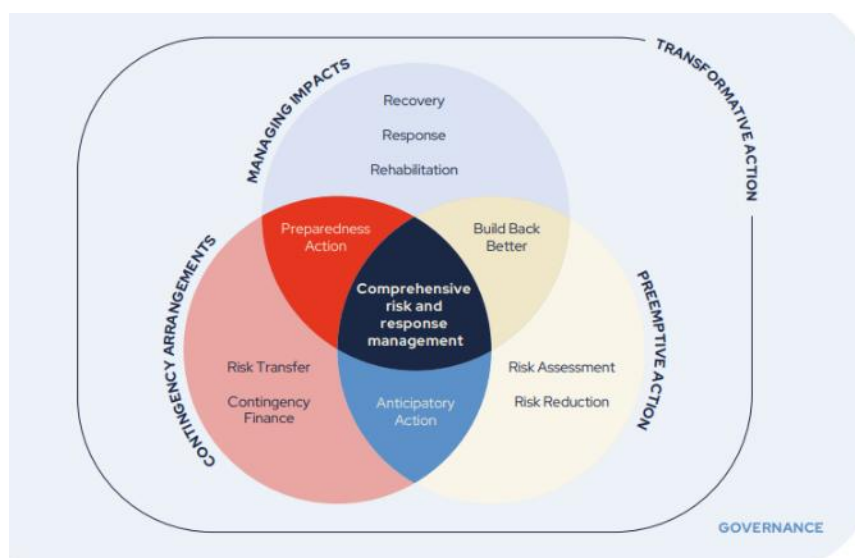 TRANSFORMATIVE ACTION
MANAGING IMPACTS
Recovery
Response
Rehabilitation
Preparedness
Action
Build Back
Better
Comprehensive
risk and
response
management
CONTINGENCY ARRANGEMENTS
PREEMPTIVE ACTION
Risk Transfer
Contingency
Finance
Anticipatory
Action
Risk Assessment
Risk Reduction
GOVERNANCE